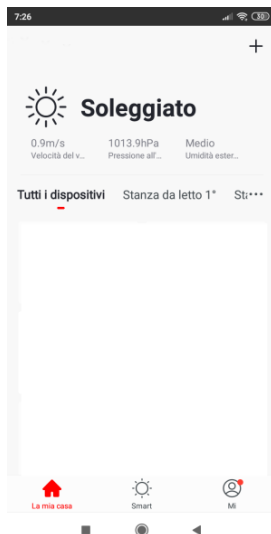 7:26
30
+
Soleggiato
0.9m/s 1013.9hPa Medio
Velocità del v... Pressione all'... Umidità ester...
Tutti i dispositivi Stanza da letto 1° St ···
La mia casa Smart Mi